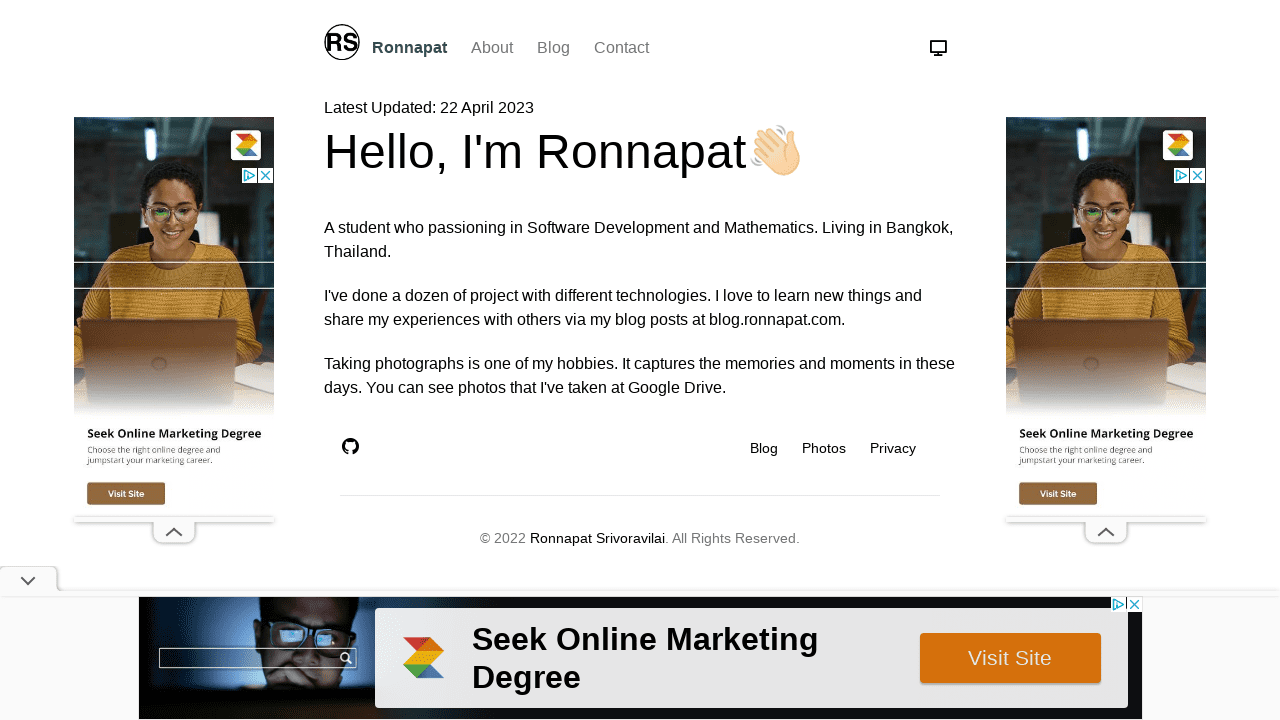 RS
Ronnapat About Blog Contact
Latest Updated: 22 April 2023
Hello, I'm Ronnapat
A student who passioning in Software Development and Mathematics. Living in Bangkok,
Thailand.
I've done a dozen of project with different technologies. I love to learn new things and
share my experiences with others via my blog posts at blog.ronnapat.com.
Taking photographs is one of my hobbies. It captures the memories and moments in these
days. You can see photos that I've taken at Google Drive.
Blog Photos Privacy
© 2022 Ronnapat Srivoravilai. All Rights Reserved.
Seek Online Marketing Degree
Choose the right online degree and
jumpstart your marketing career.
Visit Site
Seek Online Marketing Degree
Choose the right online degree and
jumpstart your marketing career.
Visit Site
Seek Online Marketing
Degree
Visit Site